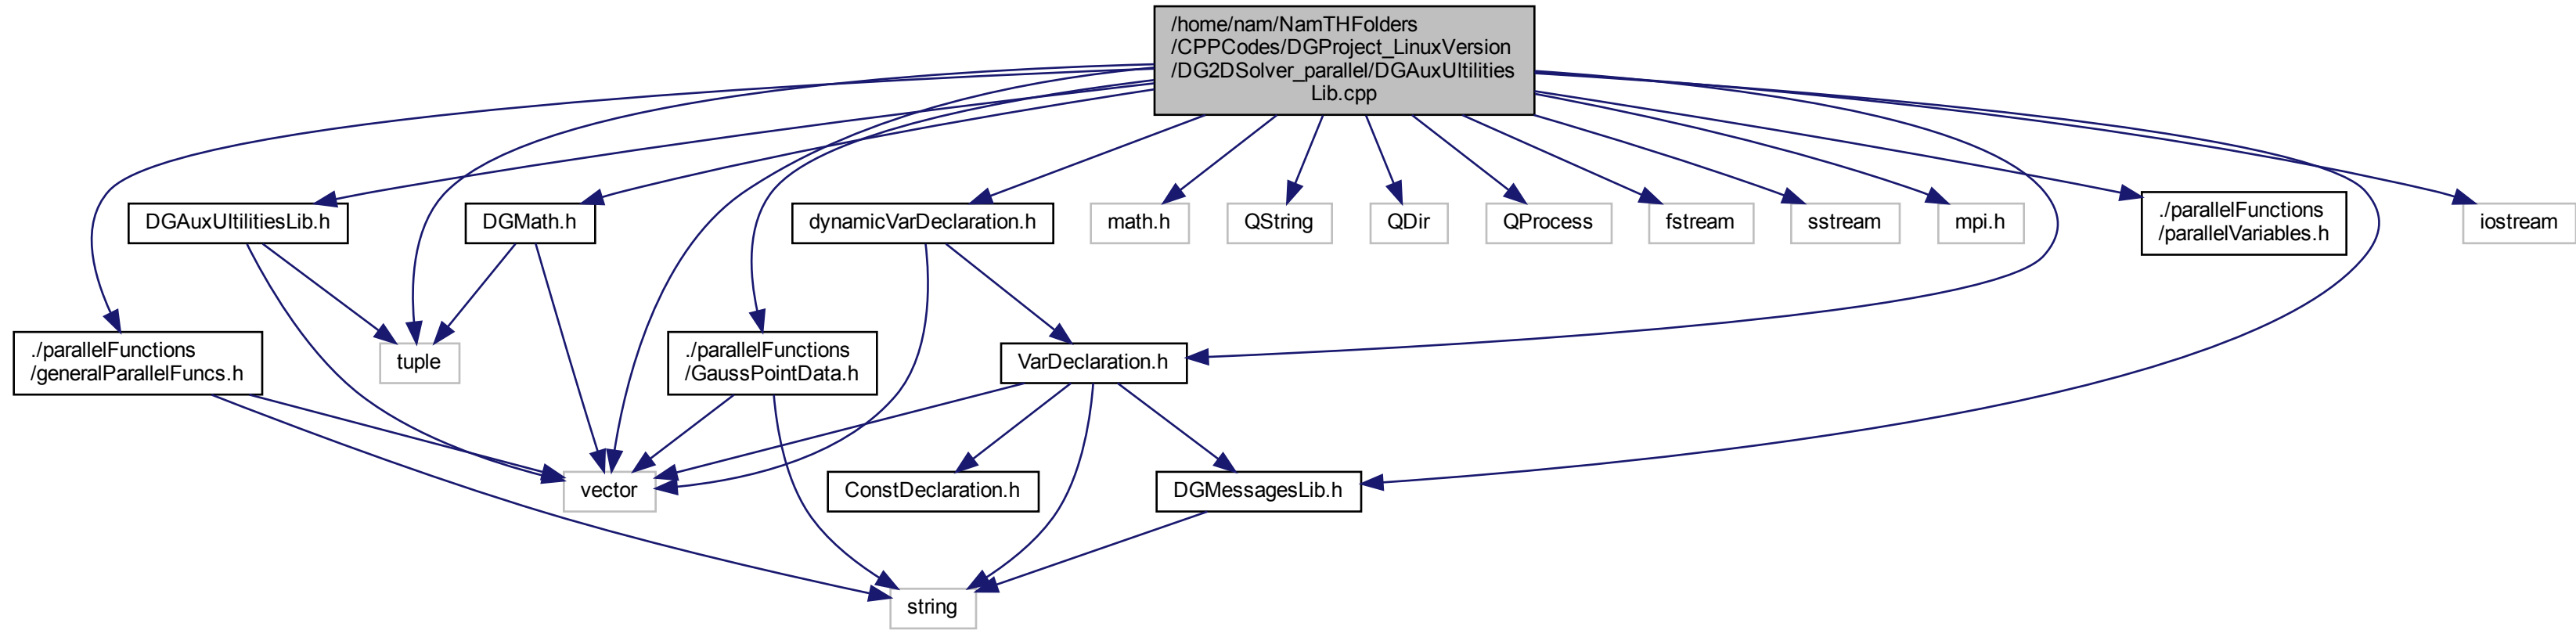 /home/nam/NamTHFolders
/CPPCodes/DGProject_LinuxVersion
/DG2DSolver_parallel/DGAuxUltilities
Lib.cpp
DGAuxUltilitiesLib.h
DGMath.h
dynamicVarDeclaration.h
math.h
QString
QDir
QProcess
fstream
sstream
mpi.h
./parallelFunctions
/parallelVariables.h
iostream
./parallelFunctions
/generalParallelFuncs.h
tuple
./parallelFunctions
/GaussPointData.h
VarDeclaration.h
vector
ConstDeclaration.h
DGMessagesLib.h
string